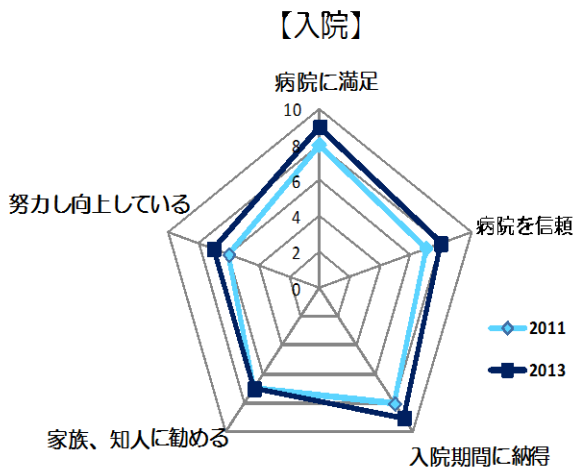 【入院】
病院に満足
10
8
6
4
2
0
努力し向上している
病院を信頼
2011
2013
家族、知人に勧める
入院期間に納得